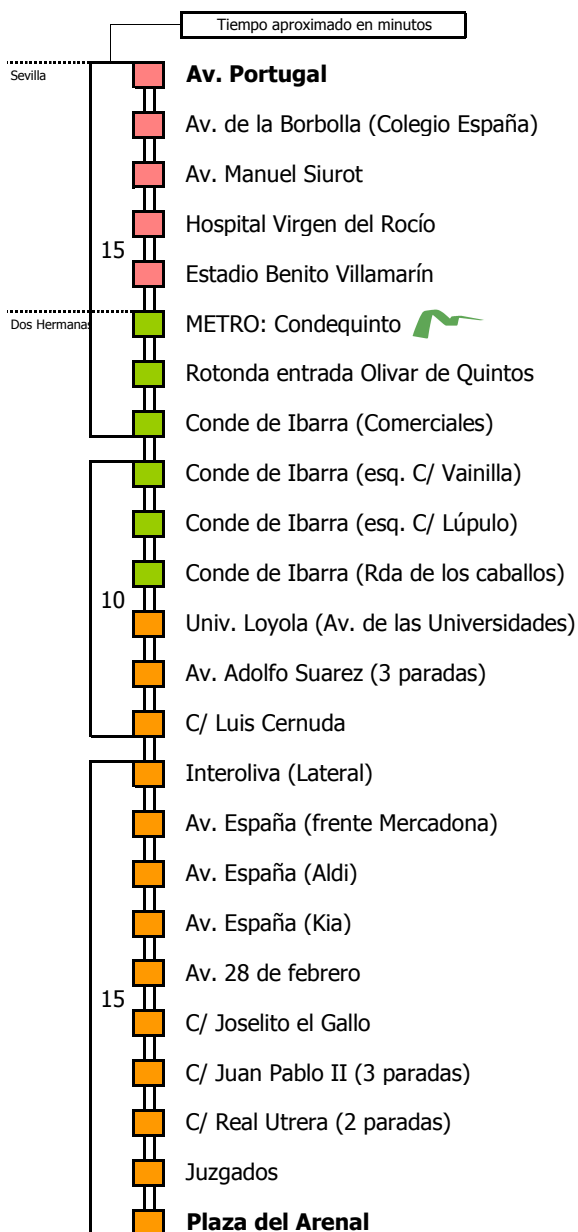 Tiempo aproximado en minutos
Sevilla
Av. Portugal
Av. de la Borbolla (Colegio España)
Av. Manuel Siurot
Hospital Virgen del Rocío
15
Estadio Benito Villamarín
Dos Hermanas
METRO: Condequinto
Rotonda entrada Olivar de Quintos
Conde de Ibarra (Comerciales)
Conde de Ibarra (esq. C/ Vainilla)
Conde de Ibarra (esq. C/ Lúpulo)
Conde de Ibarra (Rda de los caballos)
10
Univ. Loyola (Av. de las Universidades)
Av. Adolfo Suarez (3 paradas)
C/ Luis Cernuda
Interoliva (Lateral)
Av. España (frente Mercadona)
Av. España (Aldi)
Av. España (Kia)
Av. 28 de febrero
15
C/ Joselito el Gallo
C/ Juan Pablo II (3 paradas)
C/ Real Utrera (2 paradas)
Juzgados
Plaza del Arenal